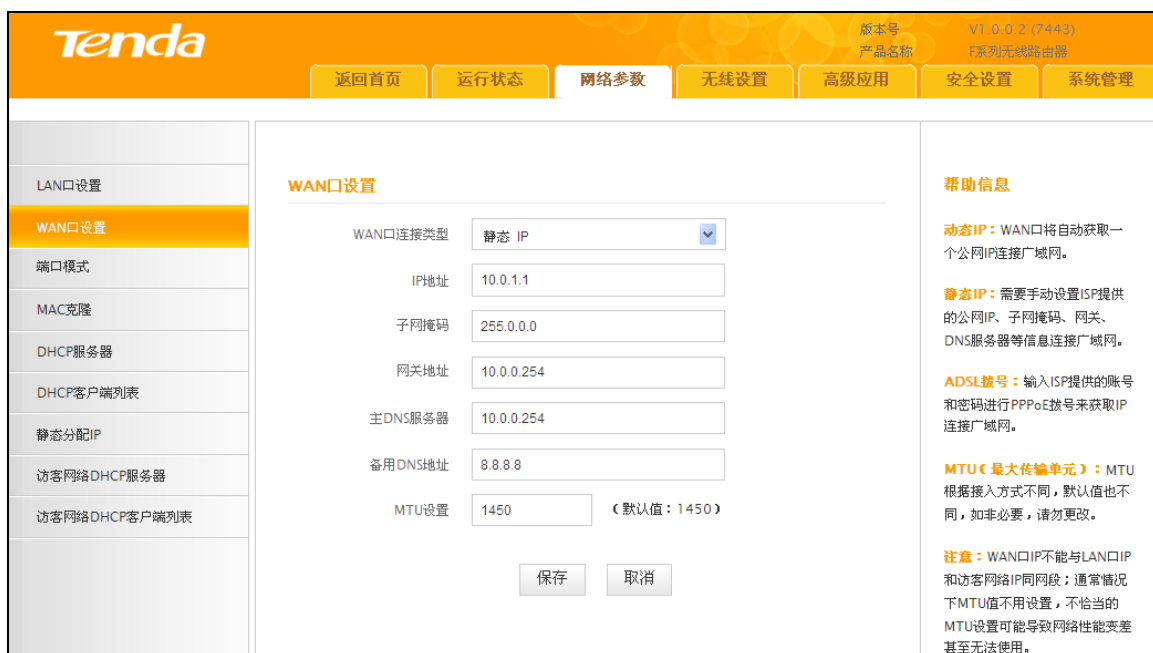 Tenda
版本号 V1.0.0.2 (7443)
产品名称 F系列无线路由器
返回首页 运行状态 网络参数 无线设置 高级应用 安全设置 系统管理
LAN口设置
WAN口设置
端口模式
MAC克隆
DHCP服务器
DHCP客户端列表
静态分配IP
访客网络DHCP服务器
访客网络DHCP客户端列表
WAN口设置
WAN口连接类型 静态 IP
IP地址 10.0.1.1
子网掩码 255.0.0.0
网关地址 10.0.0.254
主DNS服务器 10.0.0.254
备用DNS地址 8.8.8.8
MTU设置 1450 (默认值：1450)
保存 取消
帮助信息
动态IP：WAN口将自动获取一
个公网IP连接广域网。
静态IP：需要手动设置ISP提供
的公网IP、子网掩码、网关、
DNS服务器等信息连接广域网。
ADSL拨号：输入ISP提供的账号
和密码进行PPPoE拨号来获取IP
连接广域网。
MTU（最大传输单元）：MTU
根据接入方式不同，默认值也不
同，如非必要，请勿更改。
注意：WAN口IP不能与LAN口IP
和访客网络IP同网段；通常情况
下MTU值不用设置，不恰当的
MTU设置可能导致网络性能变差
甚至无法使用。